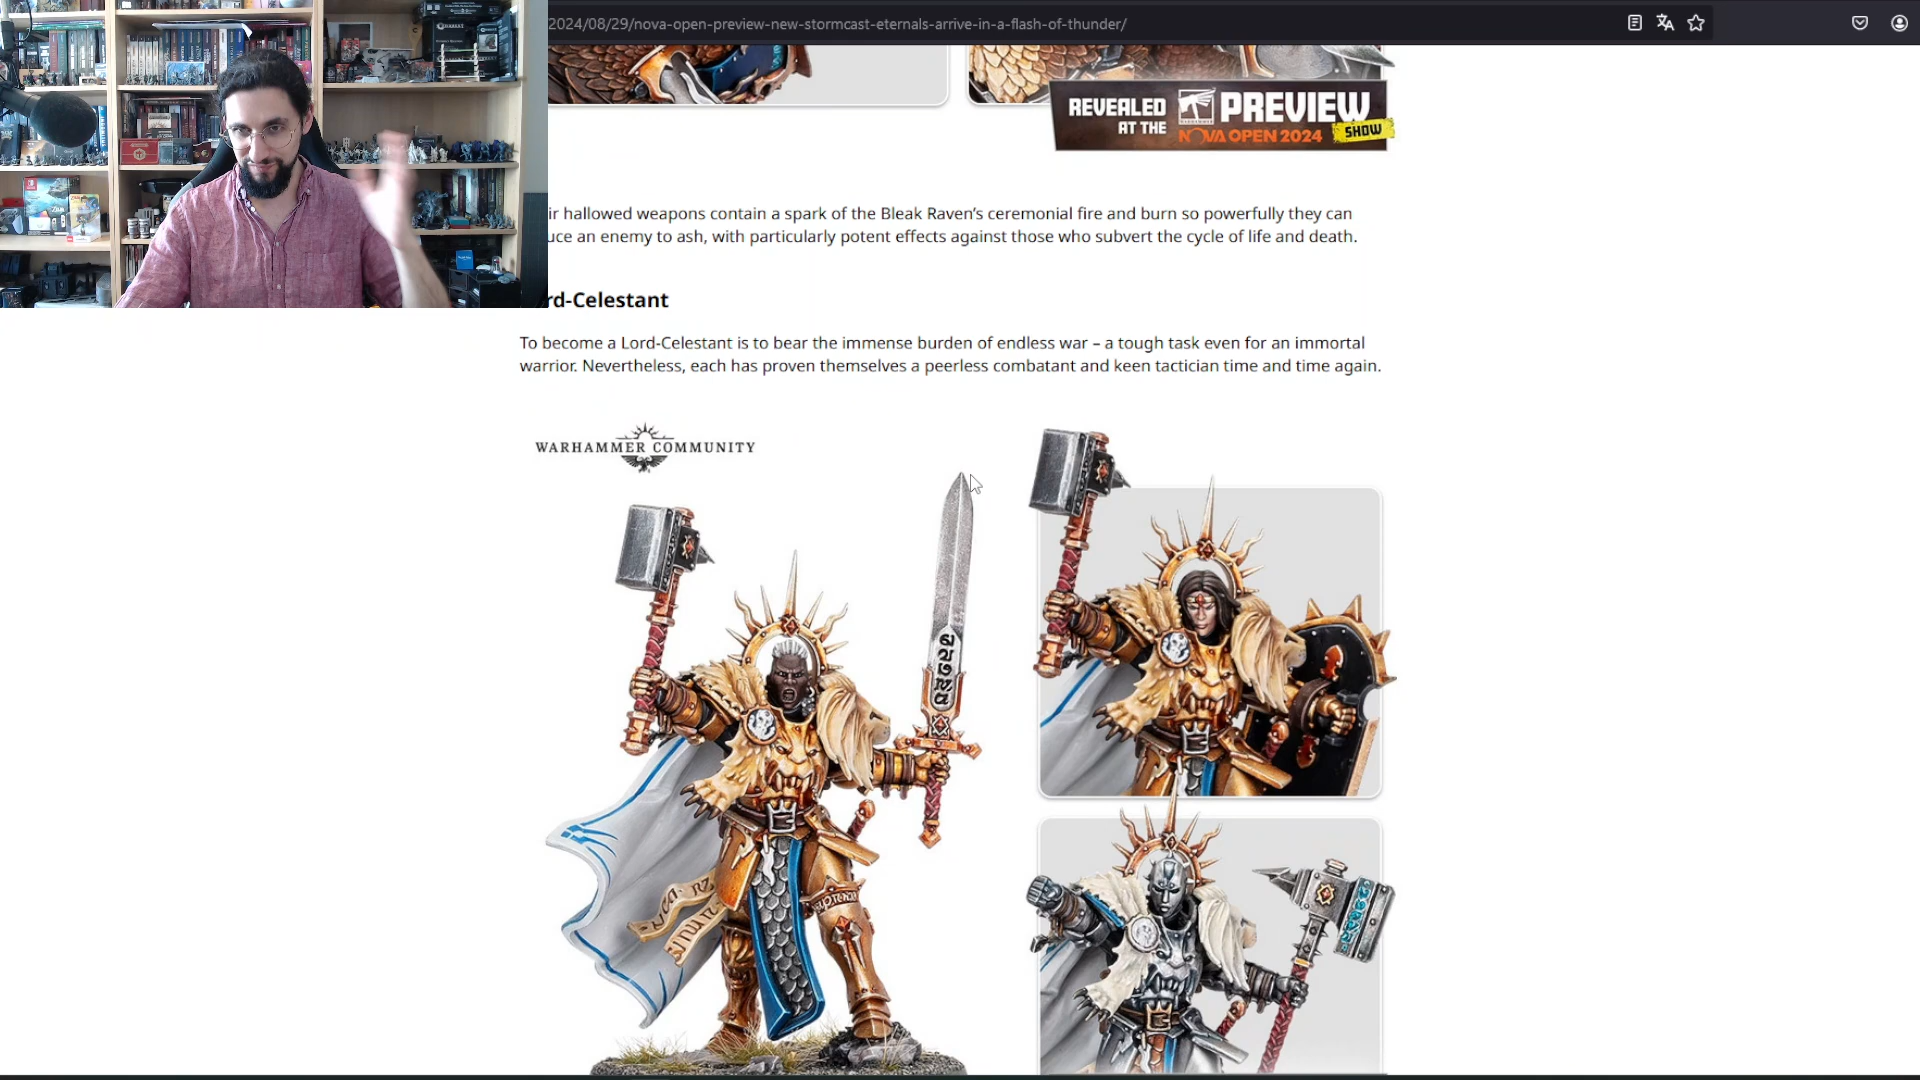 2024/08/29/nova-open-preview-new-stormcast-eternals-arrive-in-a-flash-of-thunder/
REVEALED
AT THE
PREVIEW
NOVA OPEN 2024
SHOW
ir hallowed weapons contain a spark of the Bleak Raven’s ceremonial fire and burn so powerfully they can
uce an enemy to ash, with particularly potent effects against those who subvert the cycle of life and death.
rd-Celestant
To become a Lord-Celestant is to bear the immense burden of endless war – a tough task even for an immortal
warrior. Nevertheless, each has proven themselves a peerless combatant and keen tactician time and time again.
WARHAMMER COMMUNITY